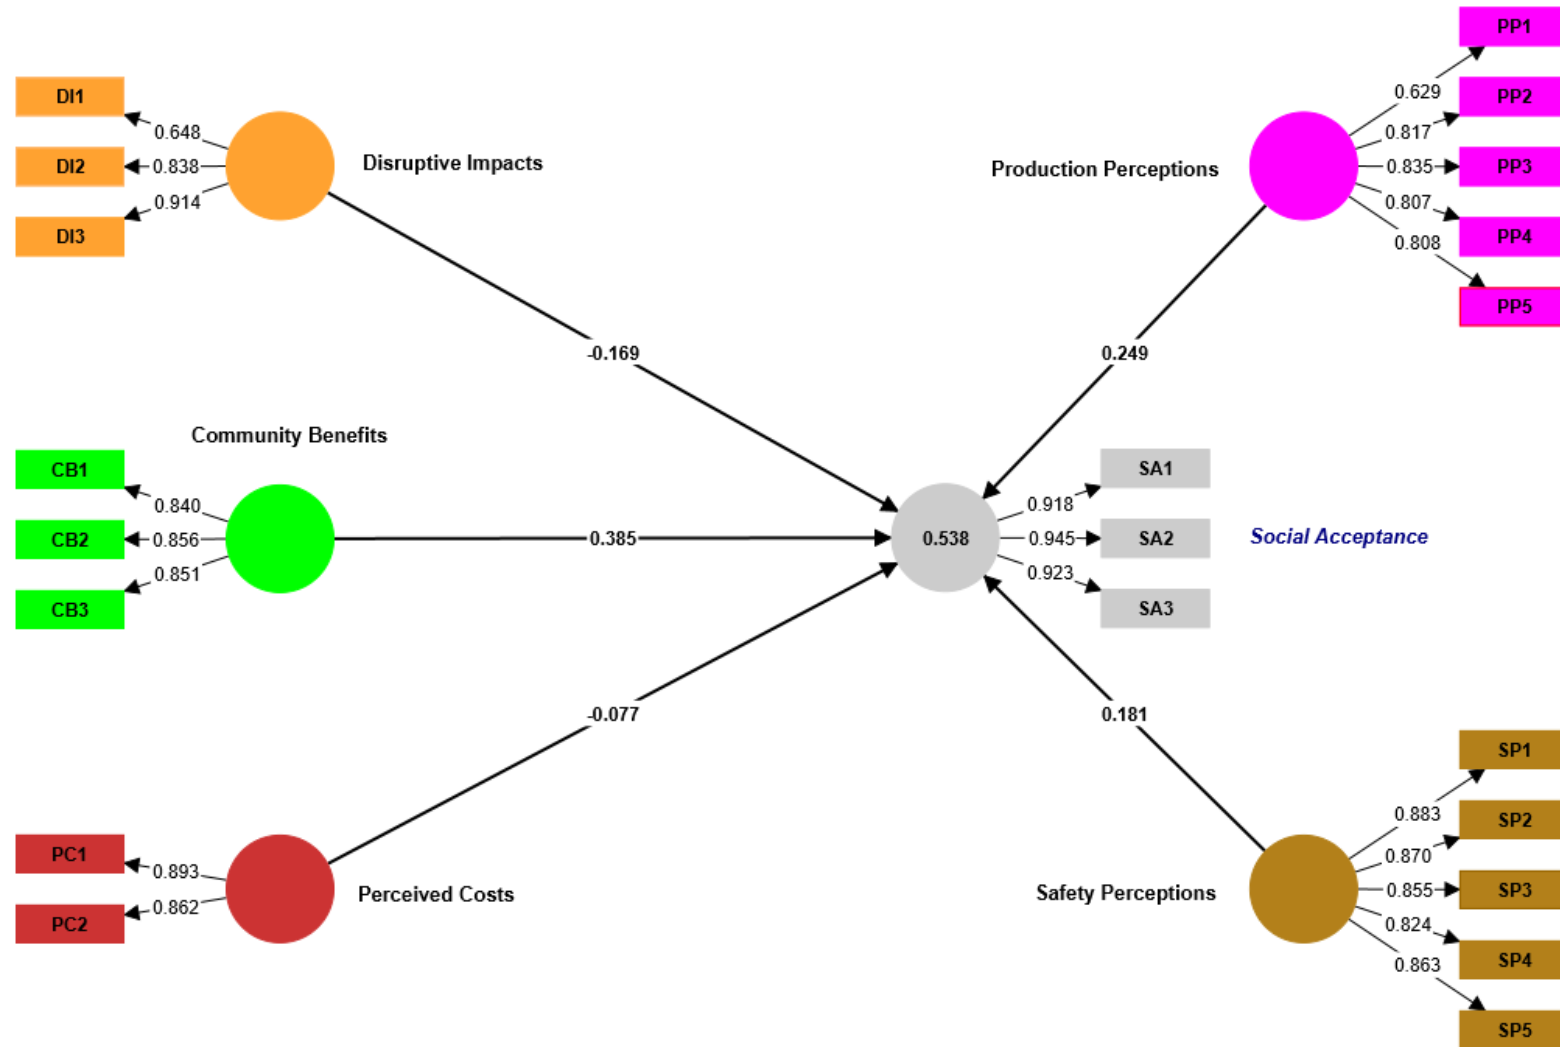 PP1
0.629
DI1
PP2
0.648
0.817
DI2
0.838
Disruptive Impacts
Production Perceptions
0.835
PP3
0.914
0.807
DI3
PP4
0.808
PP5
-0.169
0.249
Community Benefits
CB1
SA1
0.840
0.918
CB2
0.856
0.385
0.538
0.945
SA2
Social Acceptance
0.851
0.923
CB3
SA3
-0.077
0.181
SP1
0.883
SP2
PC1
0.893
0.870
Perceived Costs
Safety Perceptions
0.855
SP3
0.862
PC2
0.824
SP4
0.863
SP5